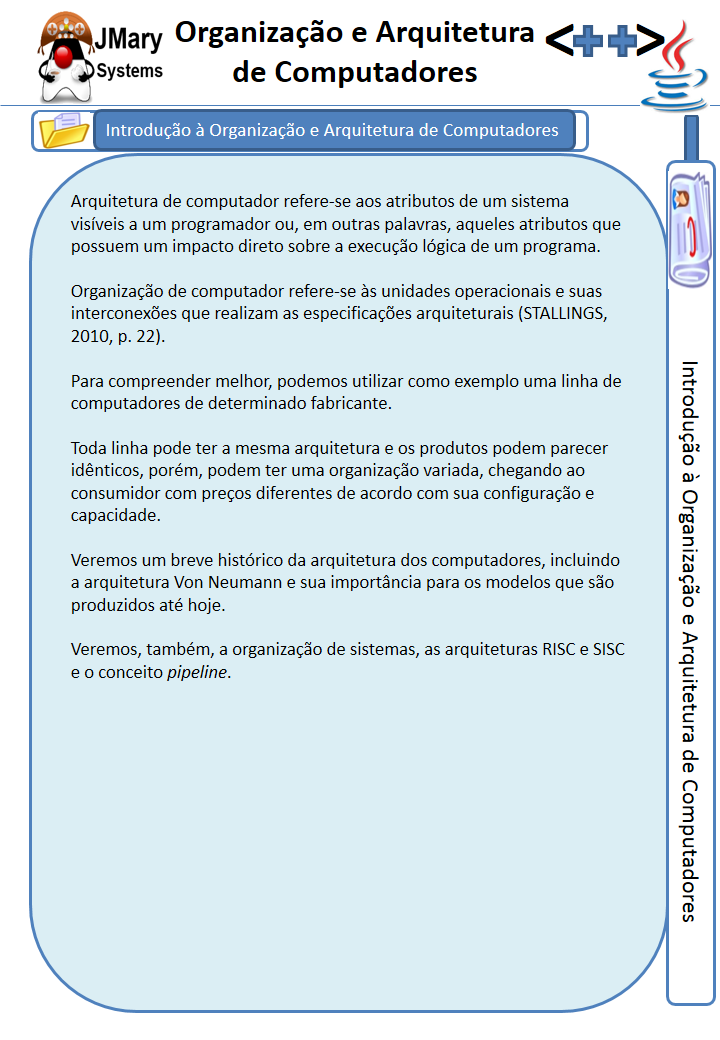 JMary
Systems
Organização e Arquitetura
de Computadores
<++>
Introdução à Organização e Arquitetura de Computadores
Arquitetura de computador refere-se aos atributos de um sistema
visíveis a um programador ou, em outras palavras, aqueles atributos que
possuem um impacto direto sobre a execução lógica de um programa.
Organização de computador refere-se às unidades operacionais e suas
interconexões que realizam as especificações arquiteturais (STALLINGS,
2010, p. 22).
Para compreender melhor, podemos utilizar como exemplo uma linha de
computadores de determinado fabricante.
Toda linha pode ter a mesma arquitetura e os produtos podem parecer
idênticos, porém, podem ter uma organização variada, chegando ao
consumidor com preços diferentes de acordo com sua configuração e
capacidade.
Veremos um breve histórico da arquitetura dos computadores, incluindo
a arquitetura Von Neumann e sua importância para os modelos que são
produzidos até hoje.
Veremos, também, a organização de sistemas, as arquiteturas RISC e SISC
e o conceito pipeline.
Introdução à Organização e Arquitetura de Computadores